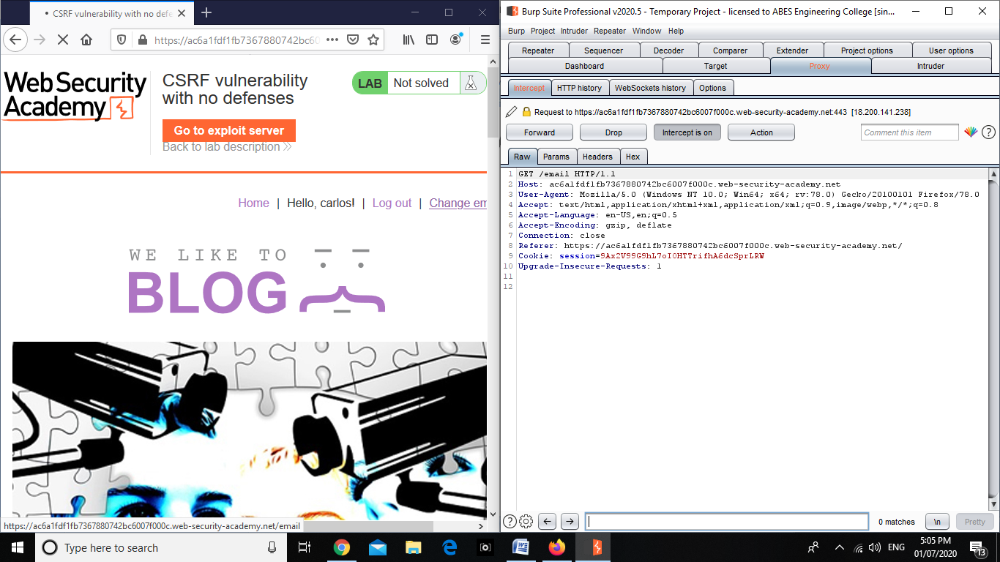 CSRF vulnerability with no defe
https://ac6a1fdf1fb7367880742bc60
Web Security
Academy
CSRF vulnerability
with no defenses
LAB Not solved
Go to exploit server
Back to lab description
Home | Hello, carlos! | Log out | Change em
WE LIKE TO
BLOG
https://ac6a1fdf1fb7367880742bc6007f000c.web-security-academy.net/email
Burp Suite Professional v2020.5 - Temporary Project - licensed to ABES Engineering College [sin...
Burp Project Intruder Repeater Window Help
Repeater Sequencer Decoder Comparer Extender Project options User options
Dashboard Target Proxy Intruder
Intercept HTTP history WebSockets history Options
Request to https://ac6a1fdf1fb7367880742bc6007f000c.web-security-academy.net:443 [18.200.141.238]
Forward Drop Intercept is on Action Comment this item
Raw Params Headers Hex
1 GET /email HTTP/1.1
2 Host: ac6a1fdf1fb7367880742bc6007f000c.web-security-academy.net
3 User-Agent: Mozilla/5.0 (Windows NT 10.0; Win64; x64; rv:78.0) Gecko/20100101 Firefox/78.0
4 Accept: text/html,application/xhtml+xml,application/xml;q=0.9,image/webp,*/*;q=0.8
5 Accept-Language: en-US,en;q=0.5
6 Accept-Encoding: gzip, deflate
7 Connection: close
8 Referer: https://ac6a1fdf1fb7367880742bc6007f000c.web-security-academy.net/
9 Cookie: session=9Ax2V99G9hL7oI0HTTrifhA6dcSprLRW
10 Upgrade-Insecure-Requests: 1
11
12
0 matches \n Pretty
Type here to search
ENG
5:05 PM
01/07/2020
13